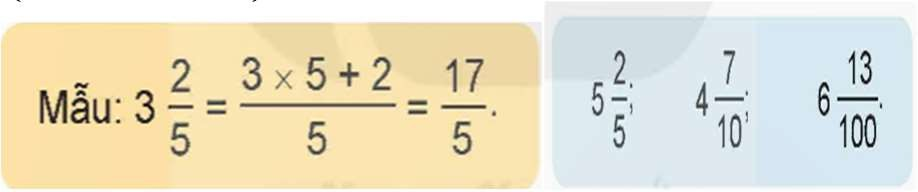 Mẫu: 3 2/5 = (3 × 5 + 2)/5 = 17/5.
5 2/5; 4 7/10; 6 13/100.